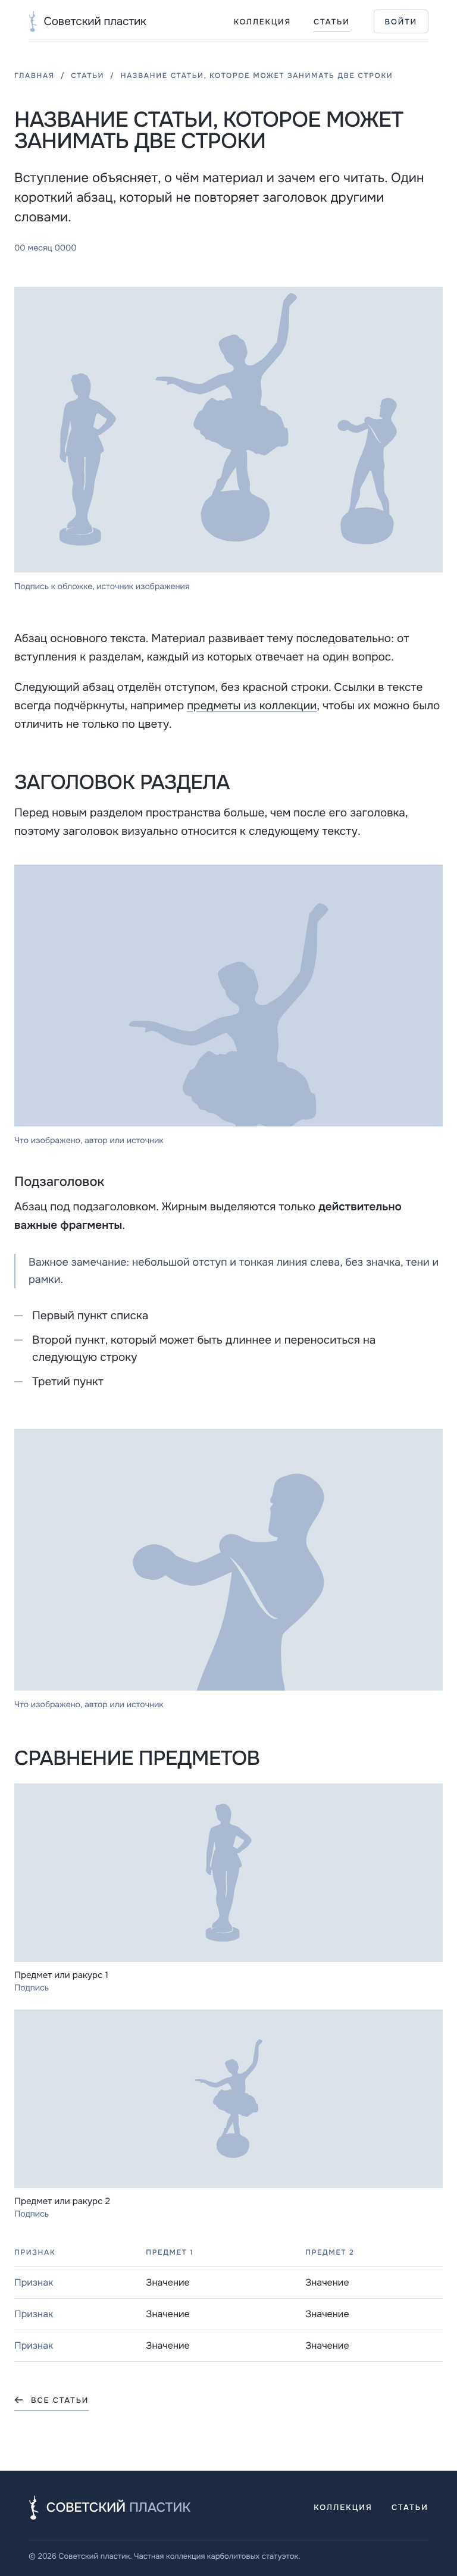 Советский пластик
КОЛЛЕКЦИЯ
СТАТЬИ
ВОЙТИ
ГЛАВНАЯ / СТАТЬИ / НАЗВАНИЕ СТАТЬИ, КОТОРОЕ МОЖЕТ ЗАНИМАТЬ ДВЕ СТРОКИ
НАЗВАНИЕ СТАТЬИ, КОТОРОЕ МОЖЕТ
ЗАНИМАТЬ ДВЕ СТРОКИ
Вступление объясняет, о чём материал и зачем его читать. Один
короткий абзац, который не повторяет заголовок другими
словами.
00 месяц 0000
Подпись к обложке, источник изображения
Абзац основного текста. Материал развивает тему последовательно: от
вступления к разделам, каждый из которых отвечает на один вопрос.
Следующий абзац отделён отступом, без красной строки. Ссылки в тексте
всегда подчёркнуты, например предметы из коллекции, чтобы их можно было
отличить не только по цвету.
ЗАГОЛОВОК РАЗДЕЛА
Перед новым разделом пространства больше, чем после его заголовка,
поэтому заголовок визуально относится к следующему тексту.
Что изображено, автор или источник
Подзаголовок
Абзац под подзаголовком. Жирным выделяются только действительно
важные фрагменты.
Важное замечание: небольшой отступ и тонкая линия слева, без значка, тени и
рамки.
— Первый пункт списка
— Второй пункт, который может быть длиннее и переноситься на
следующую строку
— Третий пункт
Что изображено, автор или источник
СРАВНЕНИЕ ПРЕДМЕТОВ
Предмет или ракурс 1
Подпись
Предмет или ракурс 2
Подпись
ПРИЗНАК ПРЕДМЕТ 1 ПРЕДМЕТ 2
Признак Значение Значение
Признак Значение Значение
Признак Значение Значение
← ВСЕ СТАТЬИ
СОВЕТСКИЙ ПЛАСТИК
КОЛЛЕКЦИЯ
СТАТЬИ
© 2026 Советский пластик. Частная коллекция карболитовых статуэток.